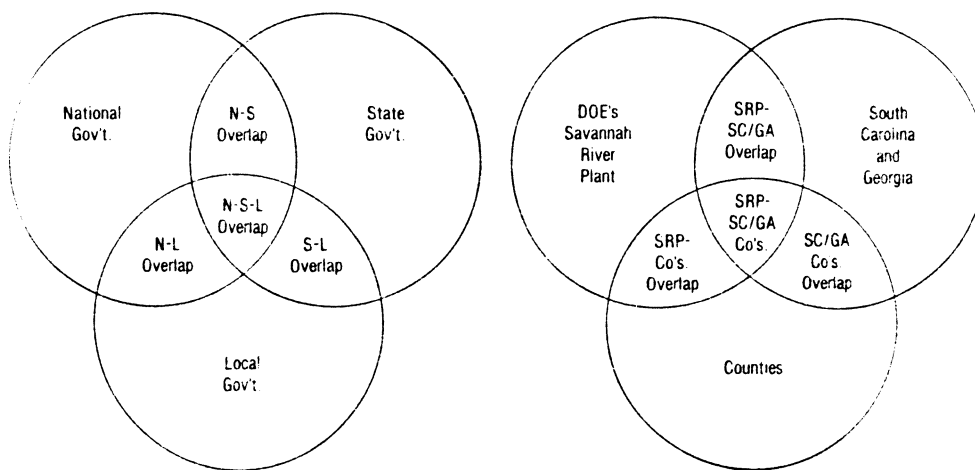 National
Gov't.
N-S
Overlap
State
Gov't.
N-S-L
Overlap
N-L
Overlap
S-L
Overlap
Local
Gov't.
DOE's
Savannah
River
Plant
SRP-
SC/GA
Overlap
South
Carolina
and
Georgia
SRP-
SC/GA
Co's.
SRP-
Co's.
Overlap
SC/GA
Co's.
Overlap
Counties